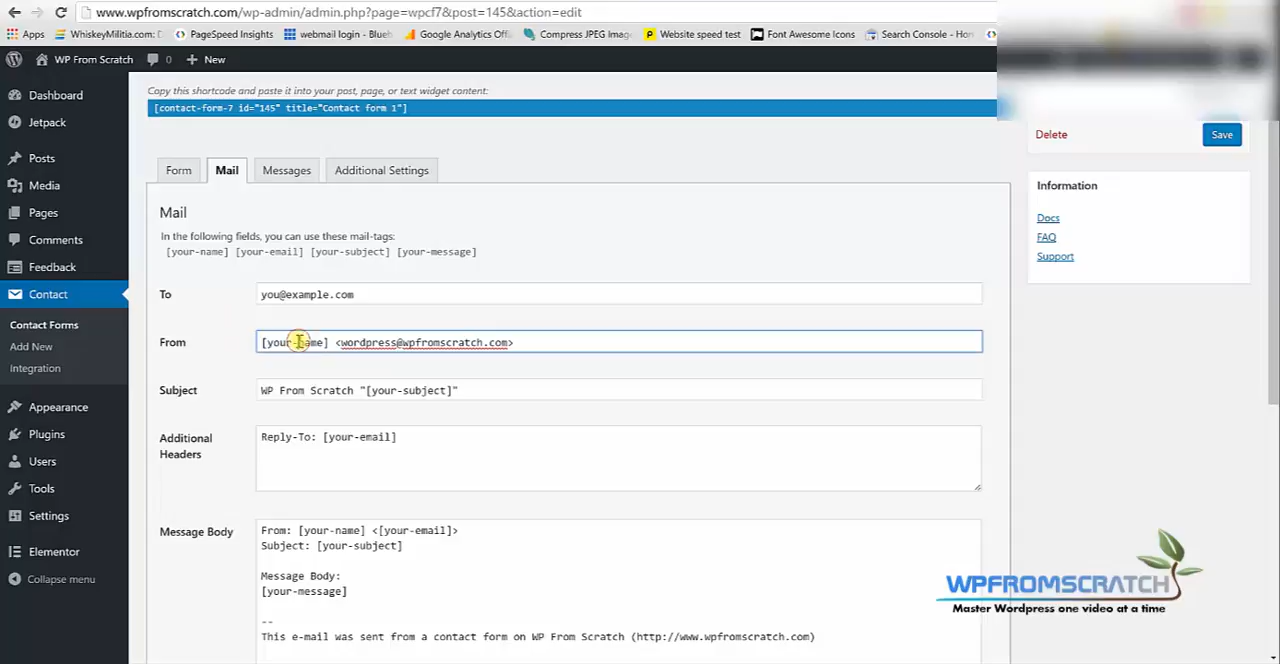 www.wpfromscratch.com/wp-admin/admin.php?page=wpcf7&post=145&action=edit
Apps WhiskeyMilitia.com: PageSpeed Insights webmail login - Blueh Google Analytics Offi Compress JPEG Image Website speed test Font Awesome Icons Search Console - Hom
WP From Scratch 0 New
Copy this shortcode and paste it into your post, page, or text widget content:
[contact-form-7 id="145" title="Contact form 1"]
Delete Save
Dashboard
Jetpack
Posts
Media
Pages
Comments
Feedback
Contact
Contact Forms
Add New
Integration
Appearance
Plugins
Users
Tools
Settings
Elementor
Collapse menu
Form Mail Messages Additional Settings
Mail
In the following fields, you can use these mail-tags:
[your-name] [your-email] [your-subject] [your-message]
To you@example.com
From [your-name] <wordpress@wpfromscratch.com>
Subject WP From Scratch "[your-subject]"
Additional Headers
Reply-To: [your-email]
Message Body
From: [your-name] <[your-email]>
Subject: [your-subject]
Message Body:
[your-message]
--
This e-mail was sent from a contact form on WP From Scratch (http://www.wpfromscratch.com)
Information
Docs
FAQ
Support
WPFROMSCRATCH
Master Wordpress one video at a time